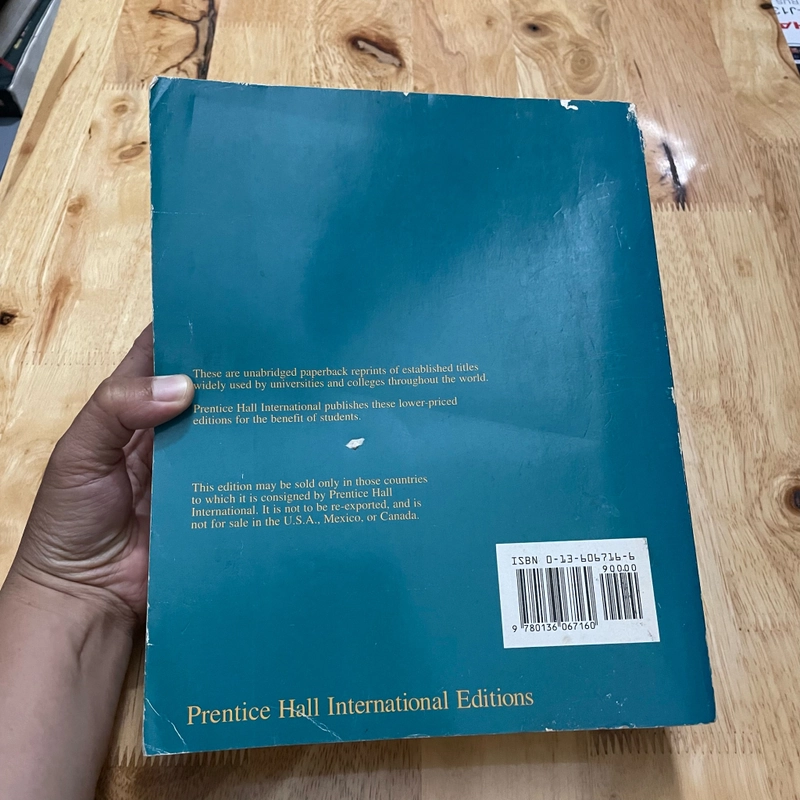 These are unabridged paperback reprints of established titles
widely used by universities and colleges throughout the world.
Prentice Hall International publishes these lower-priced
editions for the benefit of students.
This edition may be sold only in those countries
to which it is consigned by Prentice Hall
International. It is not to be re-exported, and is
not for sale in the U.S.A., Mexico, or Canada.
ISBN 0-13-606716-6
90000
9 780136 067160
Prentice Hall International Editions